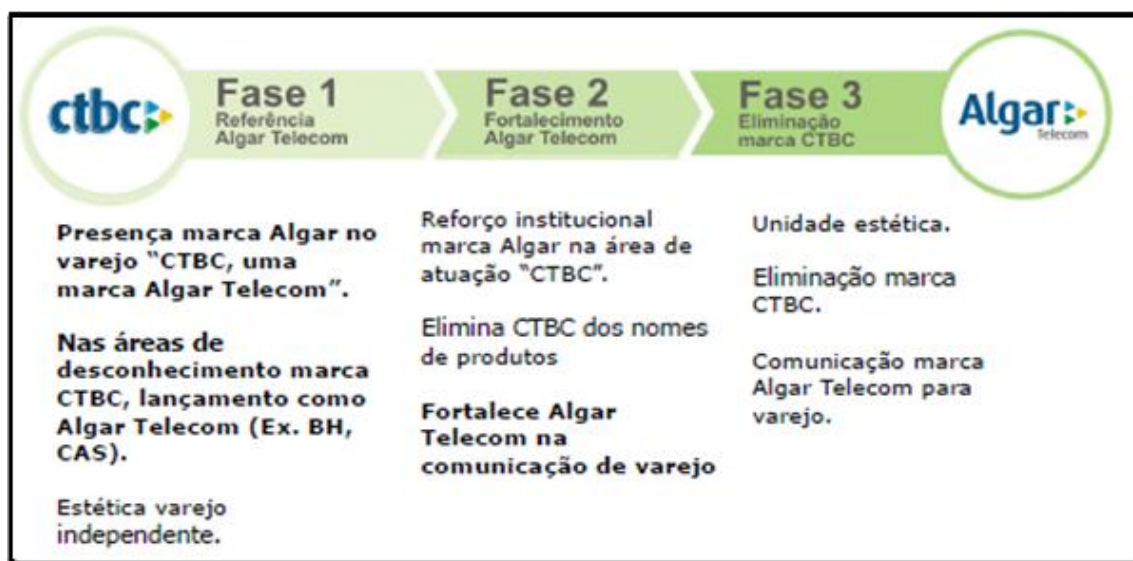 ctbc
Fase 1
Referência
Algar Telecom
Fase 2
Fortalecimento
Algar Telecom
Fase 3
Eliminação
marca CTBC
Algar
Telecom
Presença marca Algar no
varejo “CTBC, uma
marca Algar Telecom”.
Nas áreas de
desconhecimento marca
CTBC, lançamento como
Algar Telecom (Ex. BH,
CAS).
Estética varejo
independente.
Reforço institucional
marca Algar na área de
atuação “CTBC”.
Elimina CTBC dos nomes
de produtos
Fortalece Algar
Telecom na
comunicação de varejo
Unidade estética.
Eliminação marca
CTBC.
Comunicação marca
Algar Telecom para
varejo.